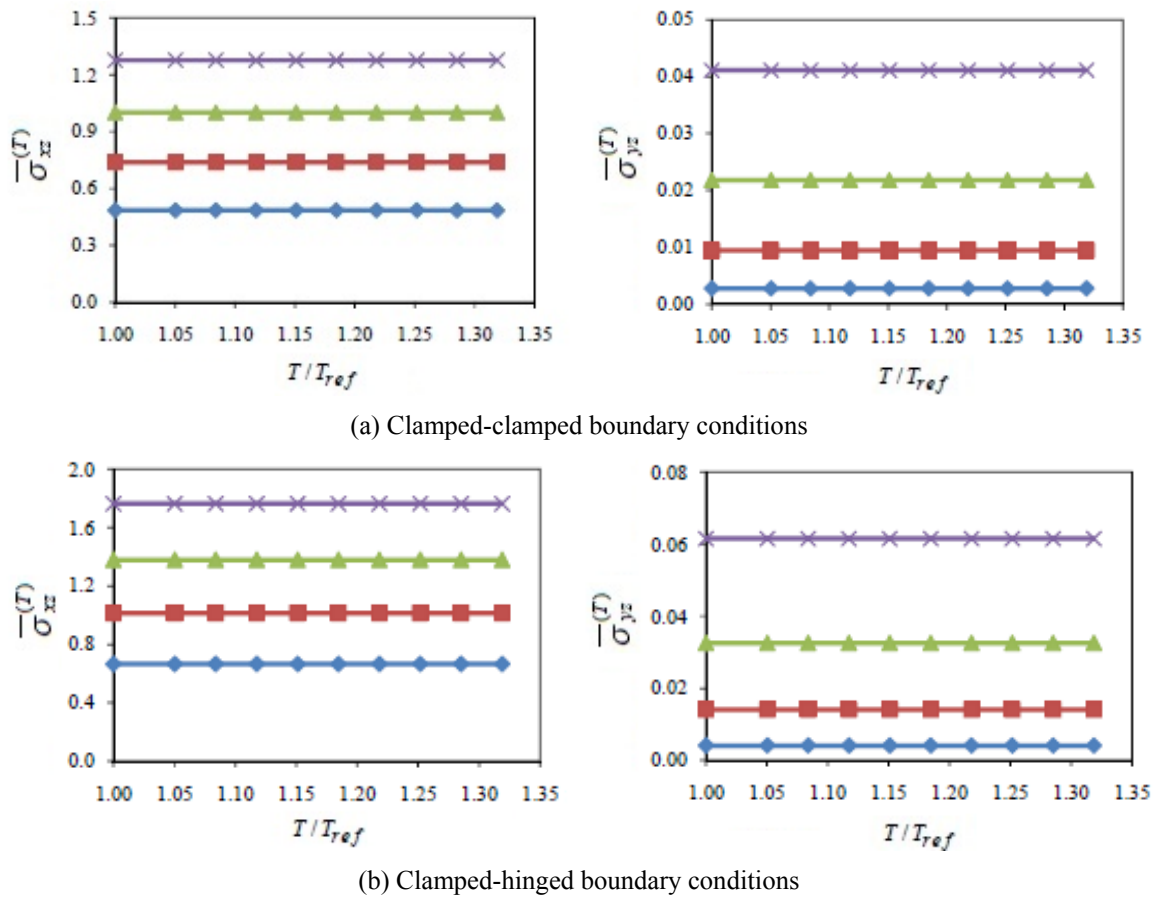 1.5
1.2
0.9
0.6
0.3
0.0
σ̅xz(T)
1.00 1.05 1.10 1.15 1.20 1.25 1.30 1.35
T / Tref
0.05
0.04
0.03
0.02
0.01
0.00
σ̅yz(T)
1.00 1.05 1.10 1.15 1.20 1.25 1.30 1.35
T / Tref
(a) Clamped-clamped boundary conditions
2.0
1.6
1.2
0.8
0.4
0.0
σ̅xz(T)
1.00 1.05 1.10 1.15 1.20 1.25 1.30 1.35
T / Tref
0.08
0.06
0.04
0.02
0.00
σ̅yz(T)
1.00 1.05 1.10 1.15 1.20 1.25 1.30 1.35
T / Tref
(b) Clamped-hinged boundary conditions